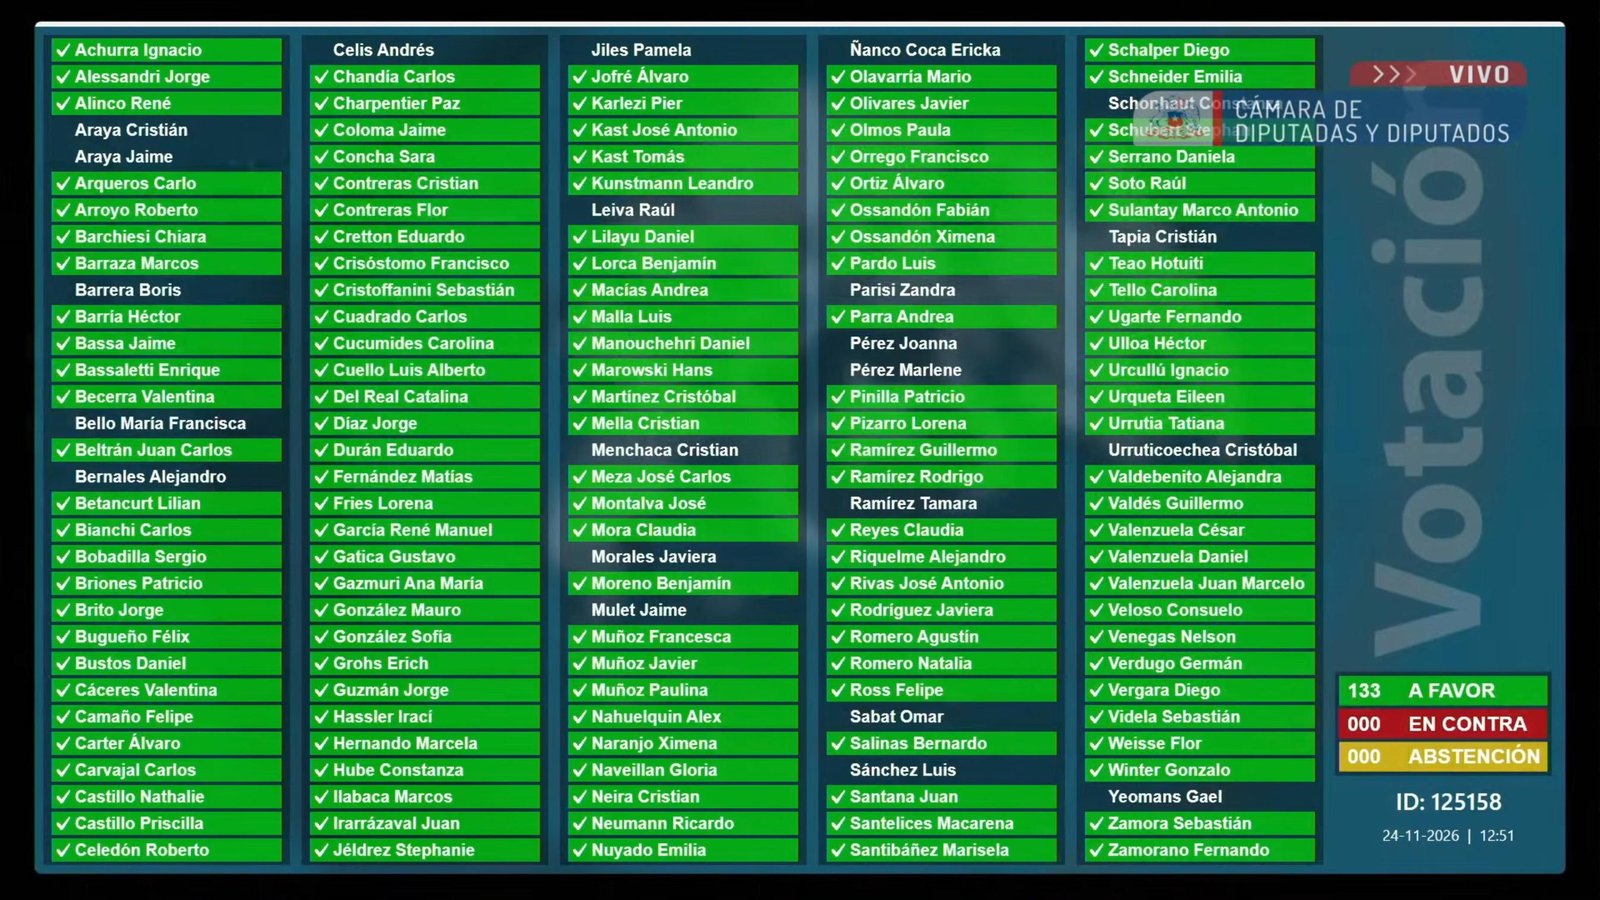 ✓ Achurra Ignacio
✓ Alessandri Jorge
✓ Alinco René
Araya Cristián
Araya Jaime
✓ Arqueros Carlo
✓ Arroyo Roberto
✓ Barchiesi Chiara
✓ Barraza Marcos
Barrera Boris
✓ Barría Héctor
✓ Bassa Jaime
✓ Bassaletti Enrique
✓ Becerra Valentina
Bello María Francisca
✓ Beltrán Juan Carlos
Bernales Alejandro
✓ Betancurt Lilian
✓ Bianchi Carlos
✓ Bobadilla Sergio
✓ Briones Patricio
✓ Brito Jorge
✓ Bugueño Félix
✓ Bustos Daniel
✓ Cáceres Valentina
✓ Camaño Felipe
✓ Carter Álvaro
✓ Carvajal Carlos
✓ Castillo Nathalie
✓ Castillo Priscilla
✓ Celedón Roberto
Celis Andrés
✓ Chandía Carlos
✓ Charpentier Paz
✓ Coloma Jaime
✓ Concha Sara
✓ Contreras Cristian
✓ Contreras Flor
✓ Cretton Eduardo
✓ Crisóstomo Francisco
✓ Cristoffanini Sebastián
✓ Cuadrado Carlos
✓ Cucumides Carolina
✓ Cuello Luis Alberto
✓ Del Real Catalina
✓ Díaz Jorge
✓ Durán Eduardo
✓ Fernández Matías
✓ Fries Lorena
✓ García René Manuel
✓ Gatica Gustavo
✓ Gazmuri Ana María
✓ González Mauro
✓ González Sofía
✓ Grohs Erich
✓ Guzmán Jorge
✓ Hassler Irací
✓ Hernando Marcela
✓ Hube Constanza
✓ Ilabaca Marcos
✓ Irarrázaval Juan
✓ Jéldrez Stephanie
Jiles Pamela
✓ Jofré Álvaro
✓ Karlezi Pier
✓ Kast José Antonio
✓ Kast Tomás
✓ Kunstmann Leandro
Leiva Raúl
✓ Lilayu Daniel
✓ Lorca Benjamín
✓ Macías Andrea
✓ Malla Luis
✓ Manouchehri Daniel
✓ Marowski Hans
✓ Martínez Cristóbal
✓ Mella Cristian
Menchaca Cristian
✓ Meza José Carlos
✓ Montalva José
✓ Mora Claudia
Morales Javiera
✓ Moreno Benjamín
Mulet Jaime
✓ Muñoz Francesca
✓ Muñoz Javier
✓ Muñoz Paulina
✓ Nahuelquin Alex
✓ Naranjo Ximena
✓ Naveillan Gloria
✓ Neira Cristian
✓ Neumann Ricardo
✓ Nuyado Emilia
Ñanco Coca Ericka
✓ Olavarría Mario
✓ Olivares Javier
✓ Olmos Paula
✓ Orrego Francisco
✓ Ortiz Álvaro
✓ Ossandón Fabián
✓ Ossandón Ximena
✓ Pardo Luis
Parisi Zandra
✓ Parra Andrea
Pérez Joanna
Pérez Marlene
✓ Pinilla Patricio
✓ Pizarro Lorena
✓ Ramírez Guillermo
✓ Ramírez Rodrigo
Ramírez Tamara
✓ Reyes Claudia
✓ Riquelme Alejandro
✓ Rivas José Antonio
✓ Rodríguez Javiera
✓ Romero Agustín
✓ Romero Natalia
✓ Ross Felipe
Sabat Omar
✓ Salinas Bernardo
Sánchez Luis
✓ Santana Juan
✓ Santelices Macarena
✓ Santibáñez Marisela
✓ Schalper Diego
✓ Schneider Emilia
Schonhaut Constanza
✓ Schubert Stephan
✓ Serrano Daniela
✓ Soto Raúl
✓ Sulantay Marco Antonio
Tapia Cristián
✓ Teao Hotuiti
✓ Tello Carolina
✓ Ugarte Fernando
✓ Ulloa Héctor
✓ Urcullú Ignacio
✓ Urqueta Eileen
✓ Urrutia Tatiana
Urruticoechea Cristóbal
✓ Valdebenito Alejandra
✓ Valdés Guillermo
✓ Valenzuela César
✓ Valenzuela Daniel
✓ Valenzuela Juan Marcelo
✓ Veloso Consuelo
✓ Venegas Nelson
✓ Verdugo Germán
✓ Vergara Diego
✓ Videla Sebastián
✓ Weisse Flor
✓ Winter Gonzalo
Yeomans Gael
✓ Zamora Sebastián
✓ Zamorano Fernando
>>> VIVO
CÁMARA DE
DIPUTADAS Y DIPUTADOS
Votación
133 A FAVOR
000 EN CONTRA
000 ABSTENCIÓN
ID: 125158
24-11-2026 | 12:51